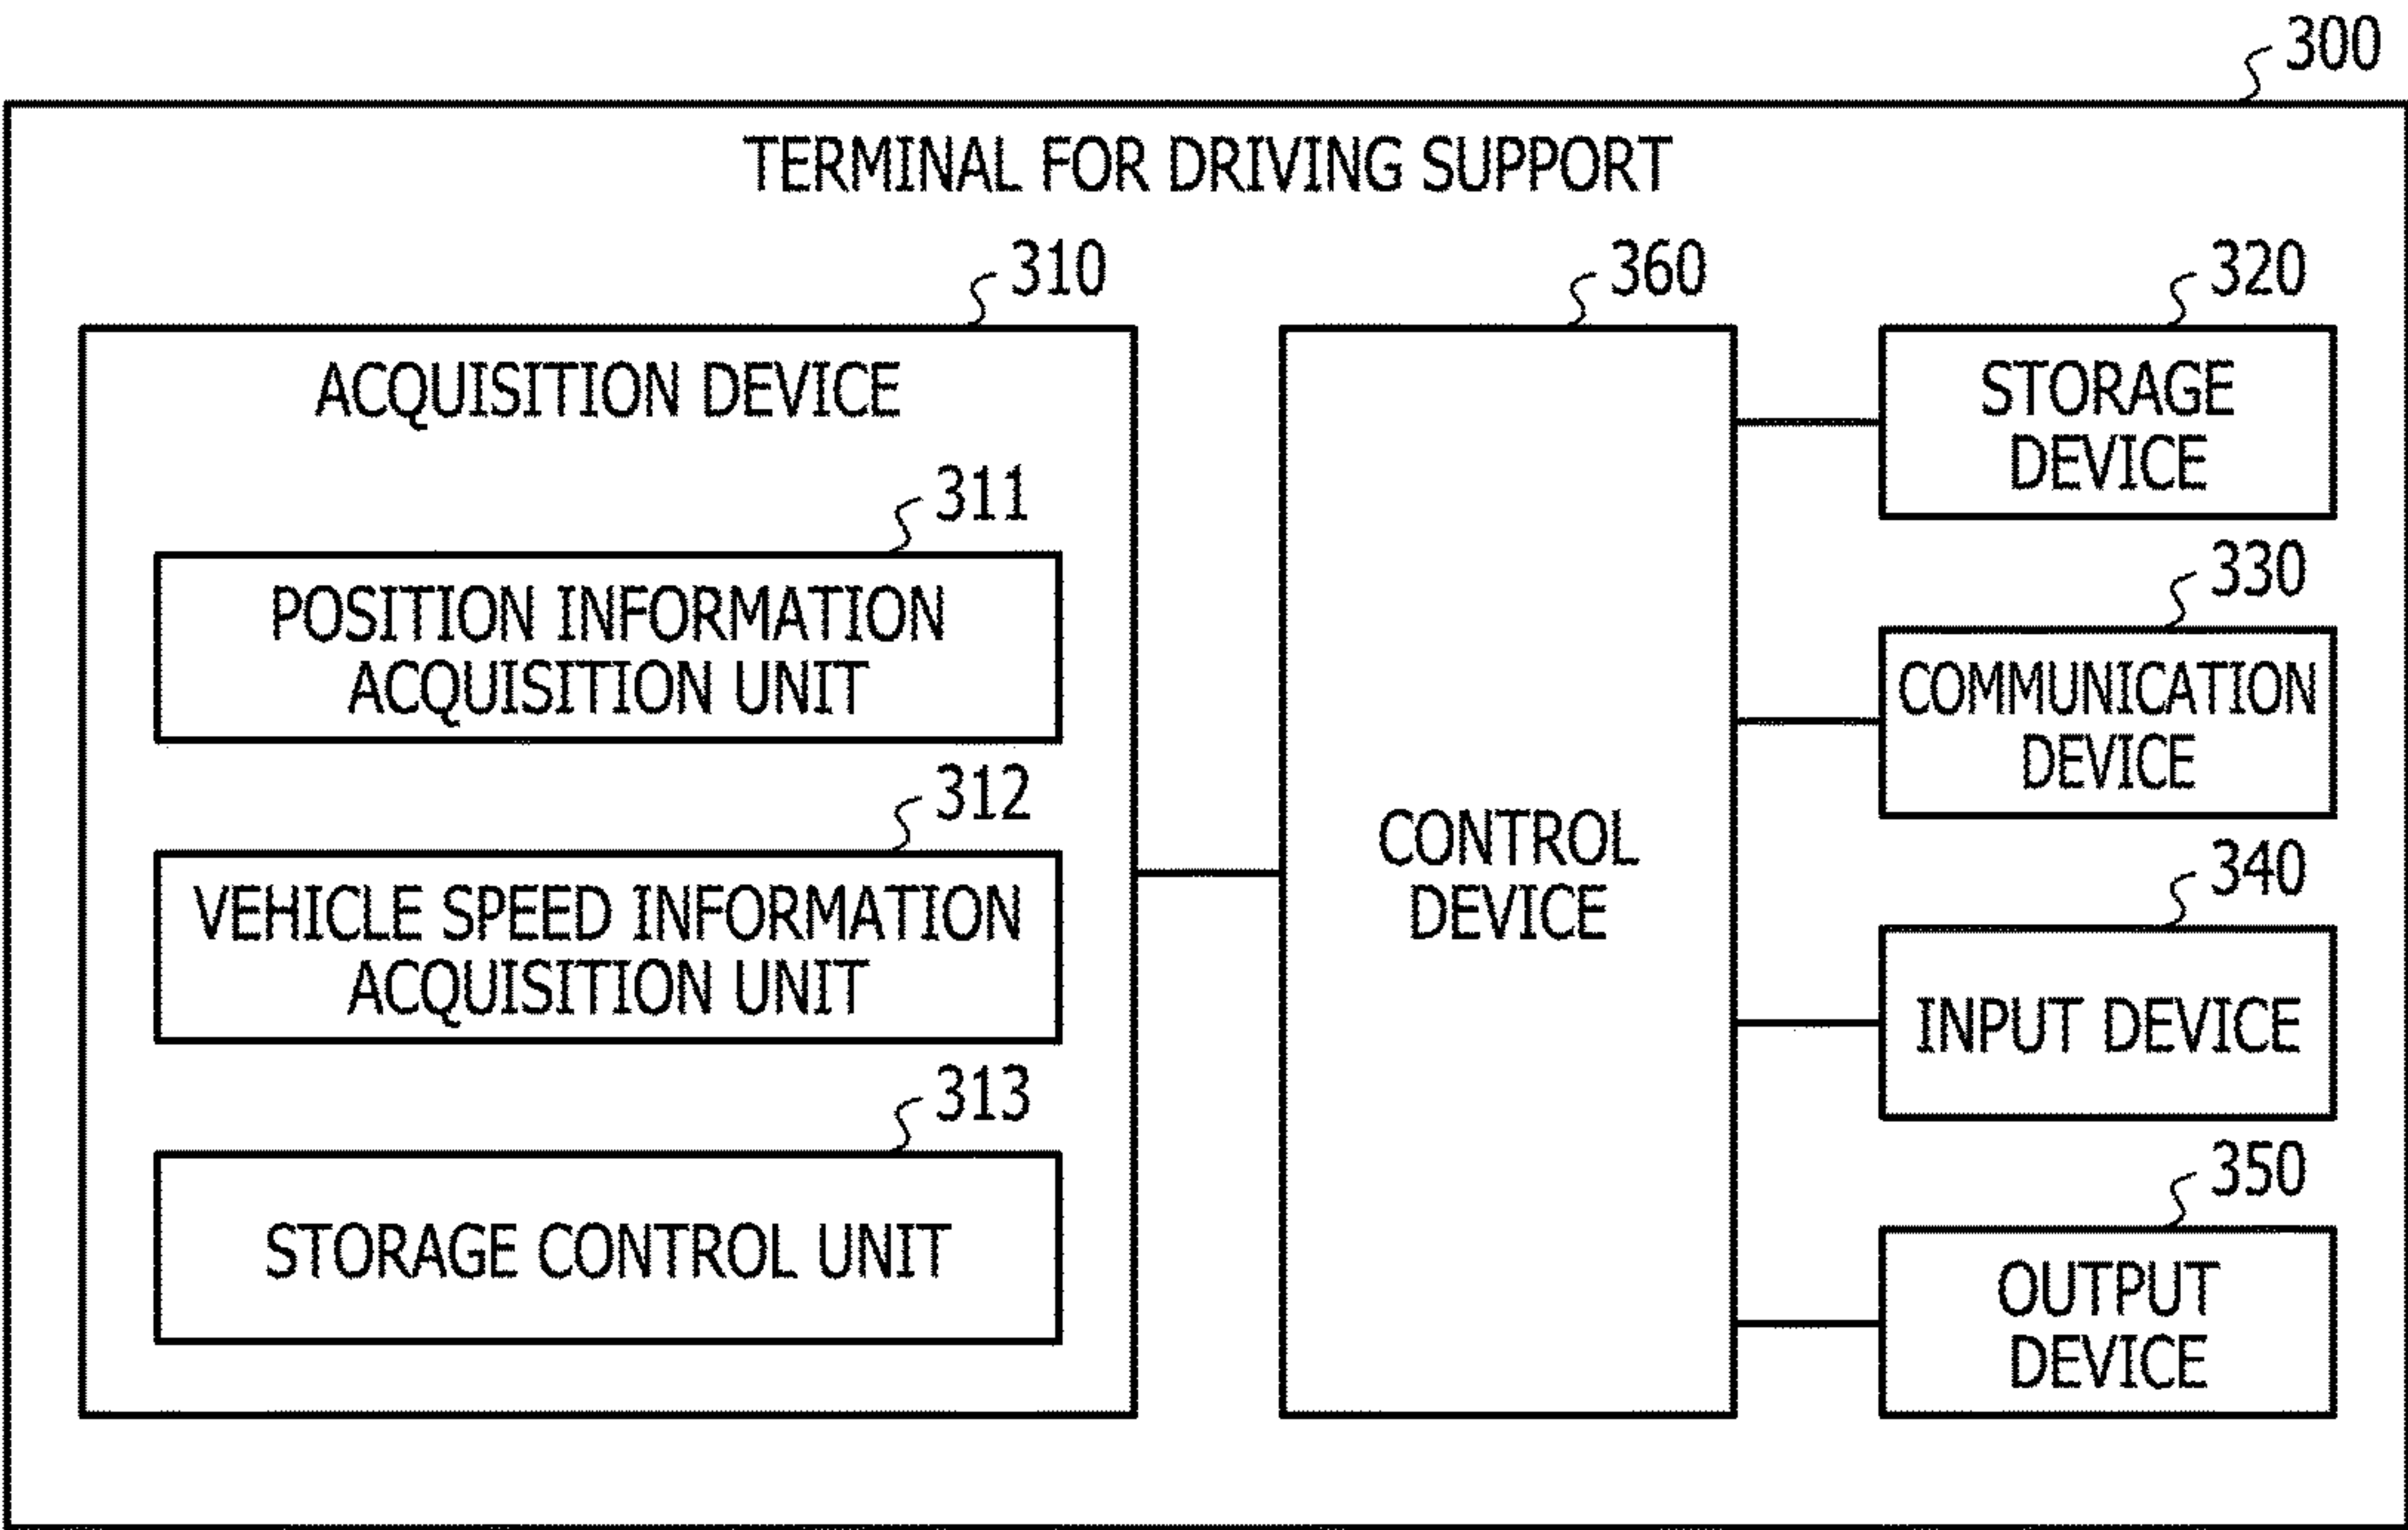 300
TERMINAL FOR DRIVING SUPPORT
310
ACQUISITION DEVICE
311
POSITION INFORMATION
ACQUISITION UNIT
312
VEHICLE SPEED INFORMATION
ACQUISITION UNIT
313
STORAGE CONTROL UNIT
360
CONTROL
DEVICE
320
STORAGE
DEVICE
330
COMMUNICATION
DEVICE
340
INPUT DEVICE
350
OUTPUT
DEVICE